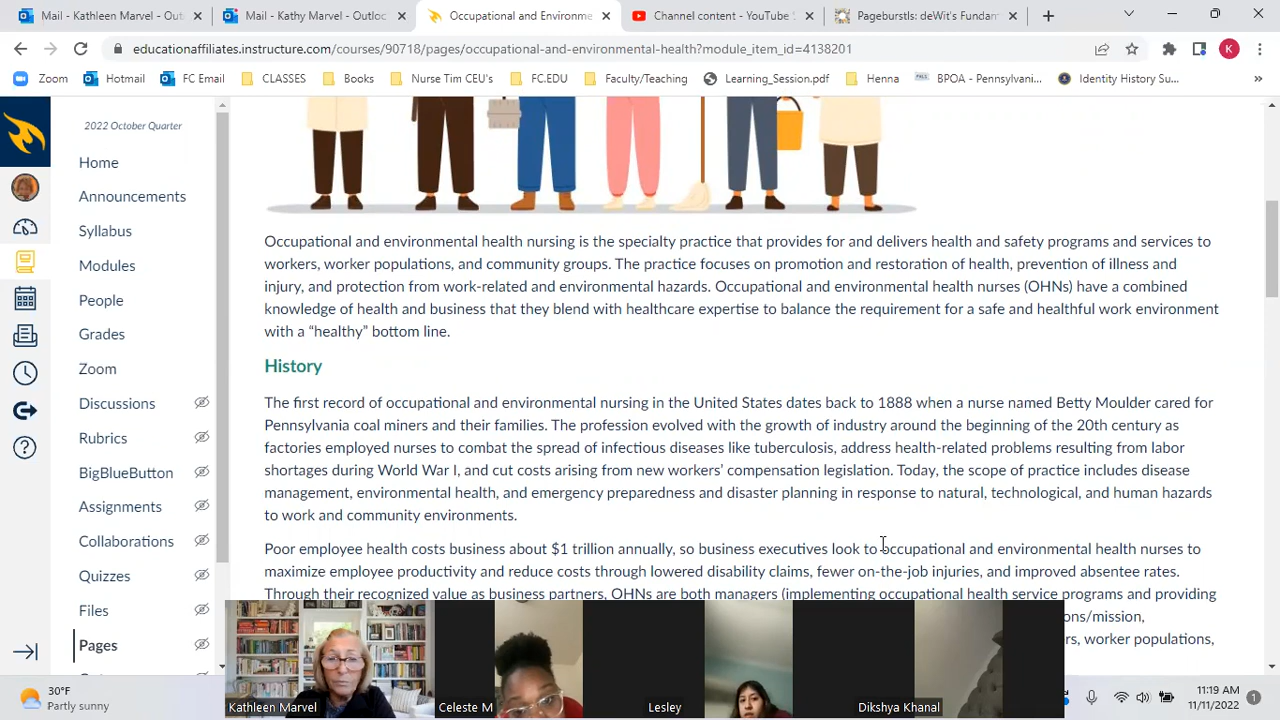 Mail - Kathleen Marvel - Out
Mail - Kathy Marvel - Outloc
Occupational and Environme
Channel content - YouTube
Pageburstls: deWit's Fundam
educationaffiliates.instructure.com/courses/90718/pages/occupational-and-environmental-health?module_item_id=4138201
K
Zoom
Hotmail
FC Email
CLASSES
Books
Nurse Tim CEU's
FC.EDU
Faculty/Teaching
Learning_Session.pdf
Henna
BPOA - Pennsylvani...
Identity History Su...
2022 October Quarter
Home
Announcements
Syllabus
Modules
People
Grades
Zoom
Discussions
Rubrics
BigBlueButton
Assignments
Collaborations
Quizzes
Files
Pages
Occupational and environmental health nursing is the specialty practice that provides for and delivers health and safety programs and services to
workers, worker populations, and community groups. The practice focuses on promotion and restoration of health, prevention of illness and
injury, and protection from work-related and environmental hazards. Occupational and environmental health nurses (OHNs) have a combined
knowledge of health and business that they blend with healthcare expertise to balance the requirement for a safe and healthful work environment
with a “healthy” bottom line.
History
The first record of occupational and environmental nursing in the United States dates back to 1888 when a nurse named Betty Moulder cared for
Pennsylvania coal miners and their families. The profession evolved with the growth of industry around the beginning of the 20th century as
factories employed nurses to combat the spread of infectious diseases like tuberculosis, address health-related problems resulting from labor
shortages during World War I, and cut costs arising from new workers’ compensation legislation. Today, the scope of practice includes disease
management, environmental health, and emergency preparedness and disaster planning in response to natural, technological, and human hazards
to work and community environments.
Poor employee health costs business about $1 trillion annually, so business executives look to occupational and environmental health nurses to
maximize employee productivity and reduce costs through lowered disability claims, fewer on-the-job injuries, and improved absentee rates.
Through their recognized value as business partners, OHNs are both managers (implementing occupational health service programs and providing
ons/mission,
rs, worker populations,
Kathleen Marvel
Celeste M
Lesley
Dikshya Khanal
30°F
Partly sunny
11:19 AM
11/11/2022
1